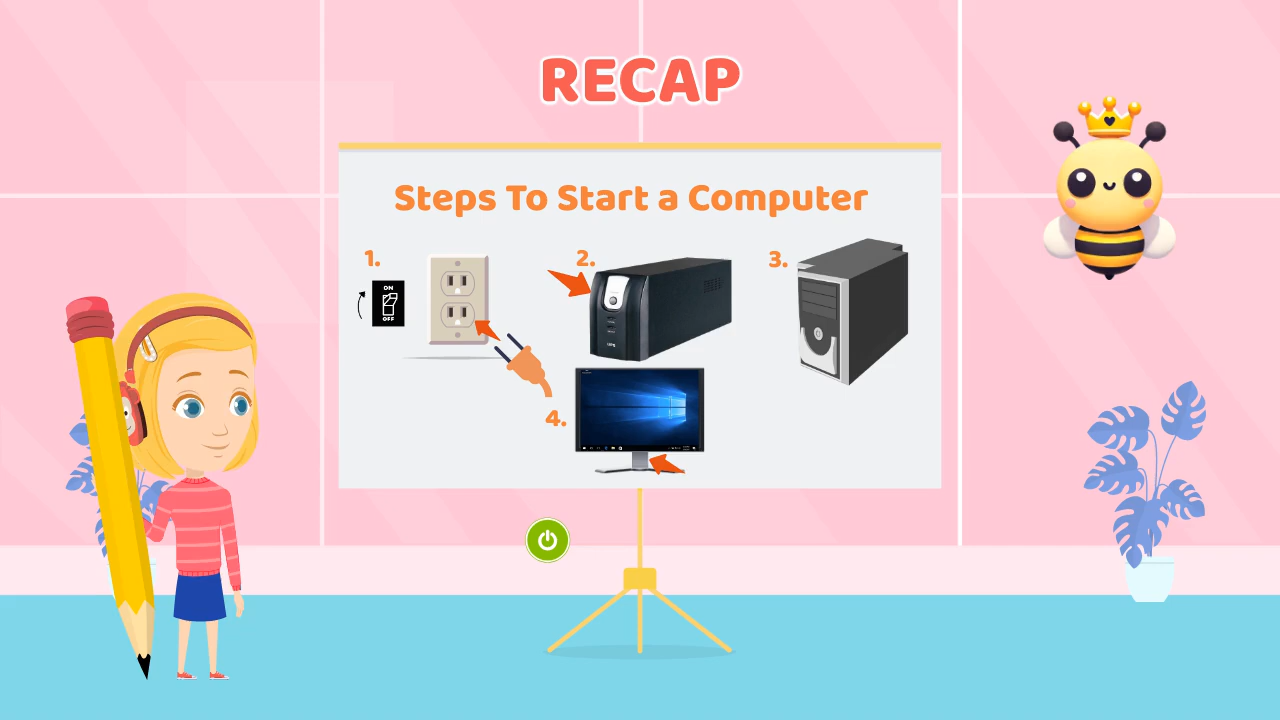 RECAP
Steps To Start a Computer
1.
2.
3.
ON
OFF
4.